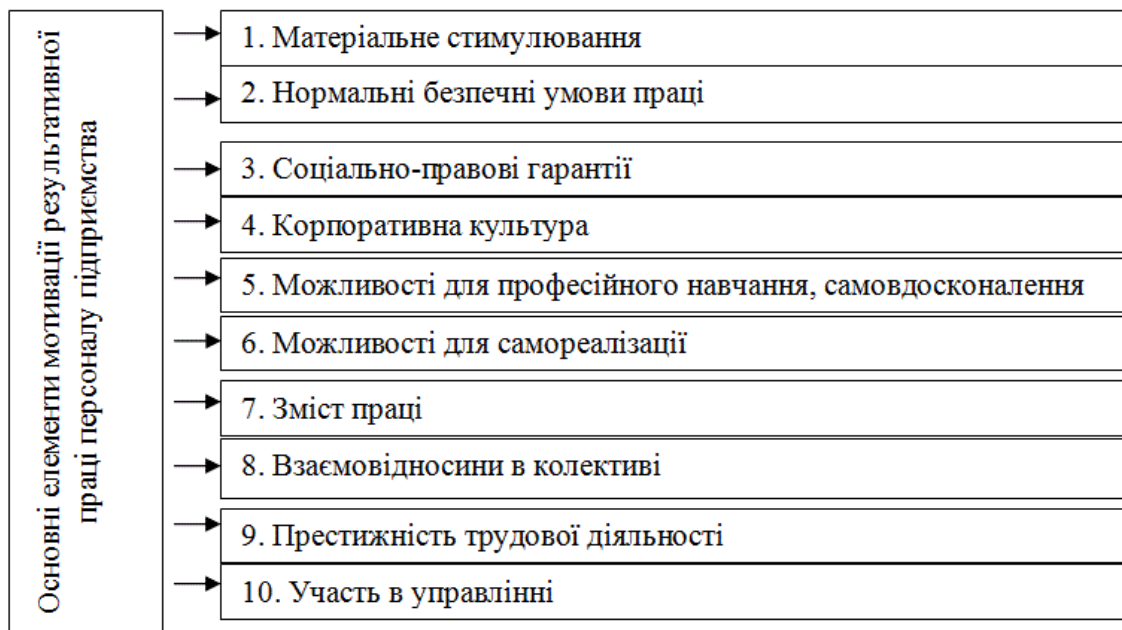 Основні елементи мотивації результативної
праці персоналу підприємства
1. Матеріальне стимулювання
2. Нормальні безпечні умови праці
3. Соціально-правові гарантії
4. Корпоративна культура
5. Можливості для професійного навчання, самовдосконалення
6. Можливості для самореалізації
7. Зміст праці
8. Взаємовідносини в колективі
9. Престижність трудової діяльності
10. Участь в управлінні